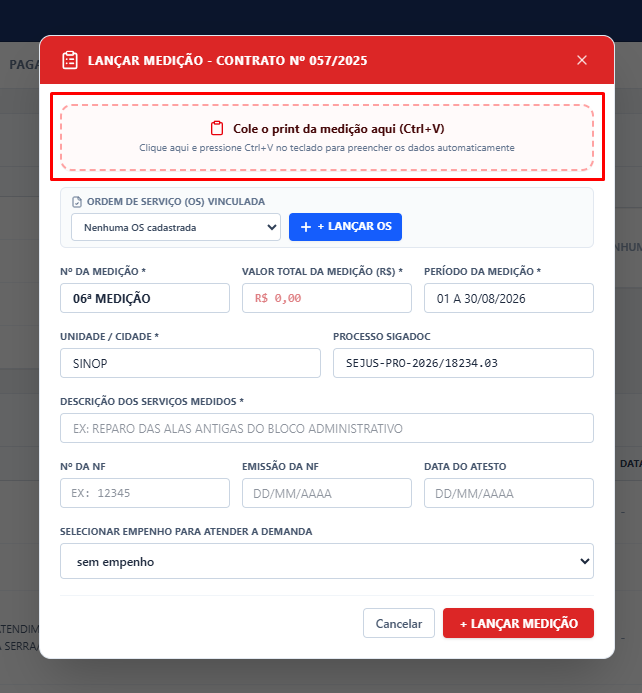 PAGA
LANÇAR MEDIÇÃO - CONTRATO Nº 057/2025
Cole o print da medição aqui (Ctrl+V)
Clique aqui e pressione Ctrl+V no teclado para preencher os dados automaticamente
ORDEM DE SERVIÇO (OS) VINCULADA
Nenhuma OS cadastrada
+ + LANÇAR OS
NHUM
Nº DA MEDIÇÃO * VALOR TOTAL DA MEDIÇÃO (R$) * PERÍODO DA MEDIÇÃO *
06ª MEDIÇÃO R$ 0,00 01 A 30/08/2026
UNIDADE / CIDADE * PROCESSO SIGADOC
SINOP SEJUS-PRO-2026/18234.03
DESCRIÇÃO DOS SERVIÇOS MEDIDOS *
EX: REPARO DAS ALAS ANTIGAS DO BLOCO ADMINISTRATIVO
Nº DA NF EMISSÃO DA NF DATA DO ATESTO
DATA
EX: 12345 DD/MM/AAAA DD/MM/AAAA
SELECIONAR EMPENHO PARA ATENDER A DEMANDA
sem empenho
Cancelar + LANÇAR MEDIÇÃO
ATENDIM
A SERRA/